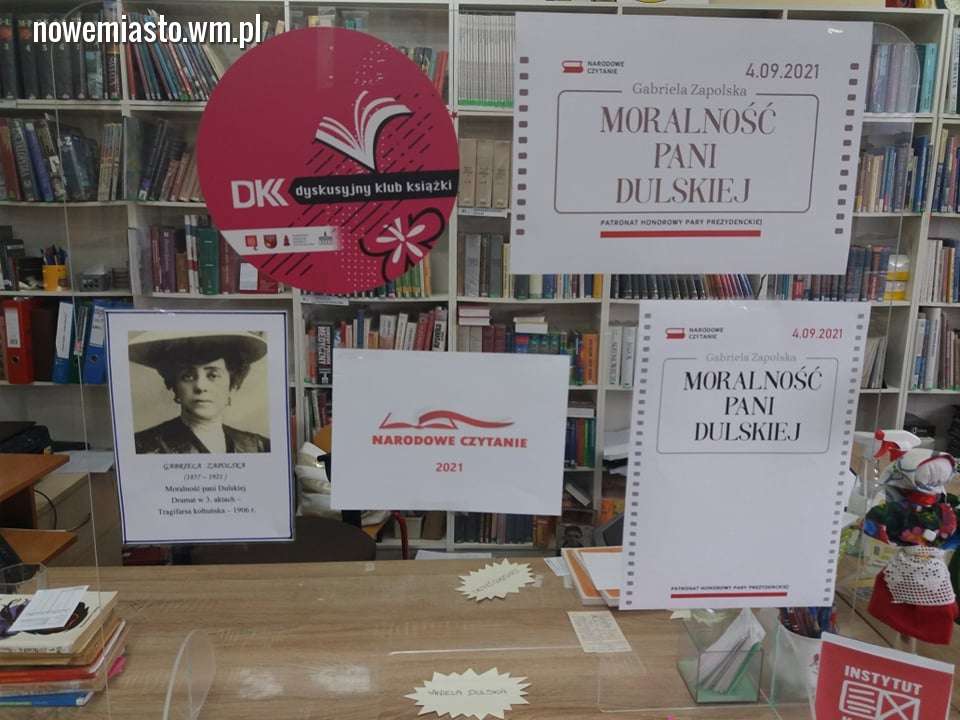 nowemiasto.wm.pl
DKK dyskusyjny klub książki
NARODOWE
CZYTANIE
4.09.2021
Gabriela Zapolska
MORALNOŚĆ
PANI
DULSKIEJ
PATRONAT HONOROWY PARY PREZYDENCKIEJ
GABRIELA ZAPOLSKA
(1857 – 1921)
Moralność pani Dulskiej
Dramat w 3. aktach –
Tragifarsa kołtuńska – 1906 r.
NARODOWE CZYTANIE
2021
NARODOWE
CZYTANIE
4.09.2021
Gabriela Zapolska
MORALNOŚĆ
PANI
DULSKIEJ
PATRONAT HONOROWY PARY PREZYDENCKIEJ
ANIELA DULSKA
INSTYTUT